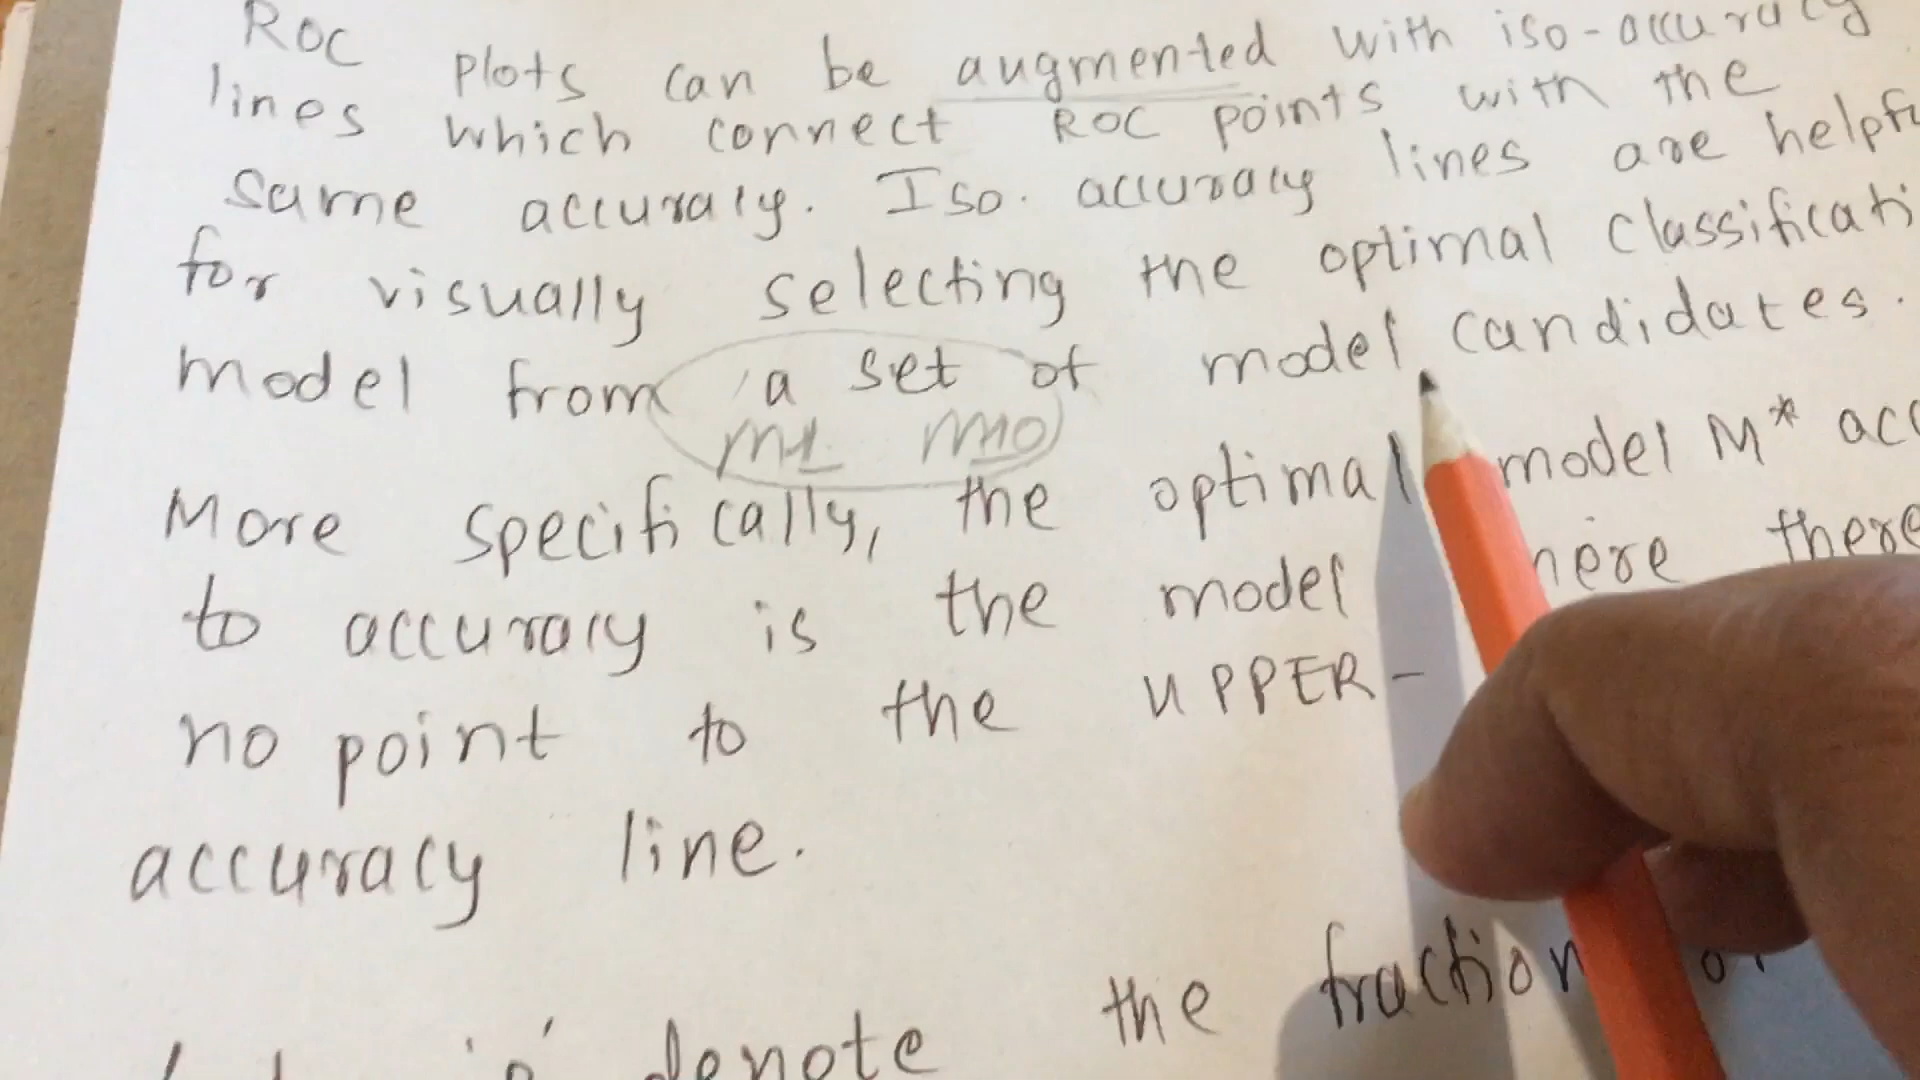 ROC plots can be augmented with iso-accuracy
lines which connect ROC points with the
same accuracy. Iso. accuracy lines are helpfu
for visually selecting the optimal classificati
model from a set of model candidates.
m1 m10
More specifically, the optimal model M* acc
to accuracy is the model here there
no point to the UPPER-
accuracy line.
denote the fraction